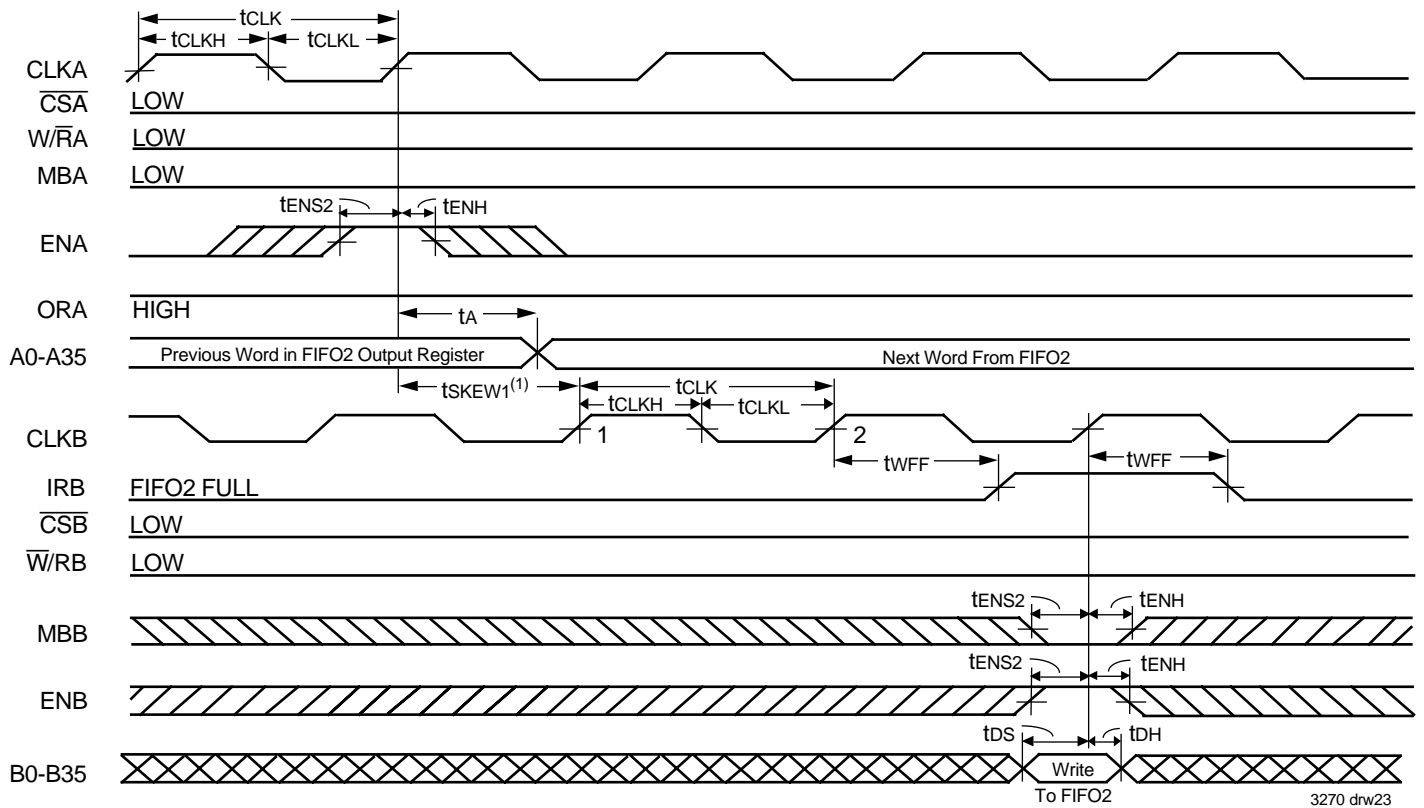 tCLK
tCLKH tCLKL
CLKA
CSA LOW
W/RA LOW
MBA LOW
tENS2 tENH
ENA
ORA HIGH
tA
A0-A35 Previous Word in FIFO2 Output Register Next Word From FIFO2
tSKEW1(1) tCLK
tCLKH tCLKL
CLKB 1 2
tWFF tWFF
IRB FIFO2 FULL
CSB LOW
W/RB LOW
tENS2 tENH
MBB
tENS2 tENH
ENB
tDS tDH
B0-B35 Write
To FIFO2
3270 drw23